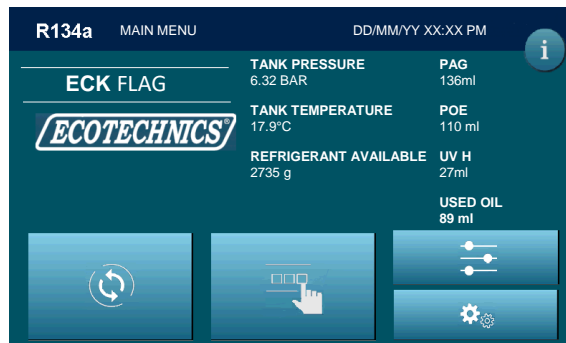 R134a MAIN MENU DD/MM/YY XX:XX PM
i
ECK FLAG
ECOTECHNICS®
TANK PRESSURE
6.32 BAR
TANK TEMPERATURE
17.9°C
REFRIGERANT AVAILABLE
2735 g
PAG
136ml
POE
110 ml
UV H
27ml
USED OIL
89 ml